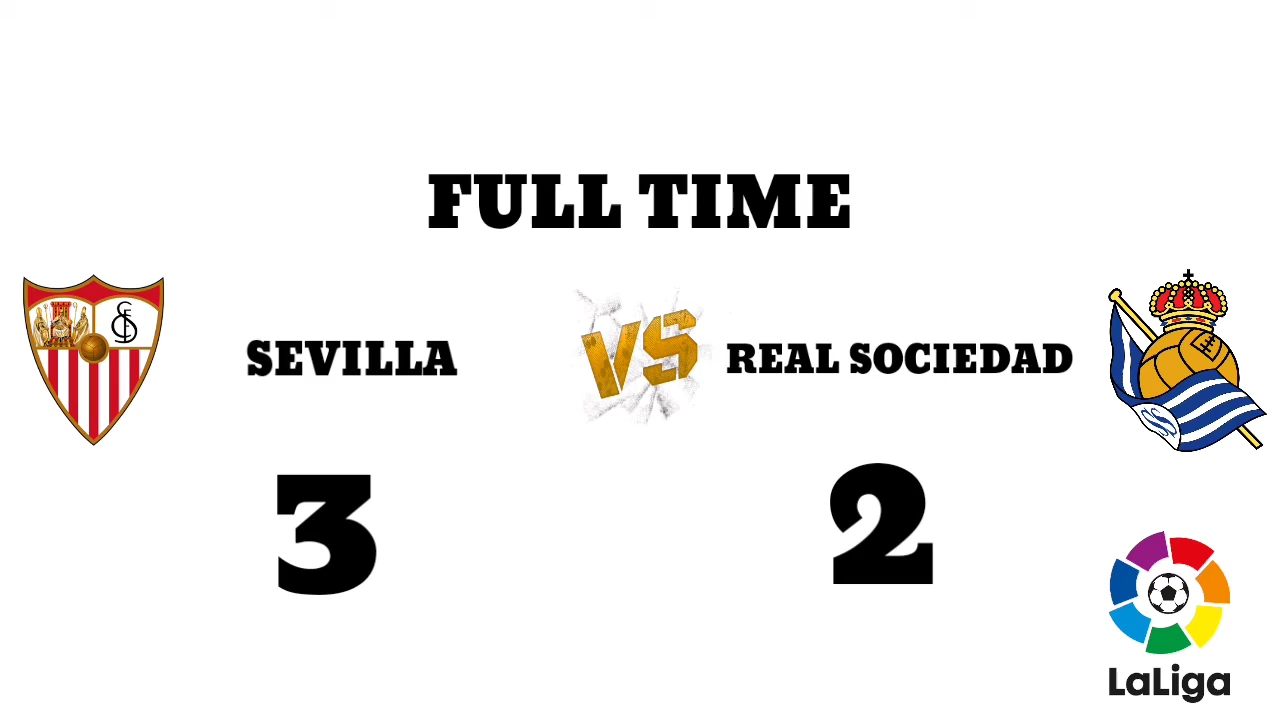 FULL TIME
SEVILLA
VS
REAL SOCIEDAD
3
2
LaLiga